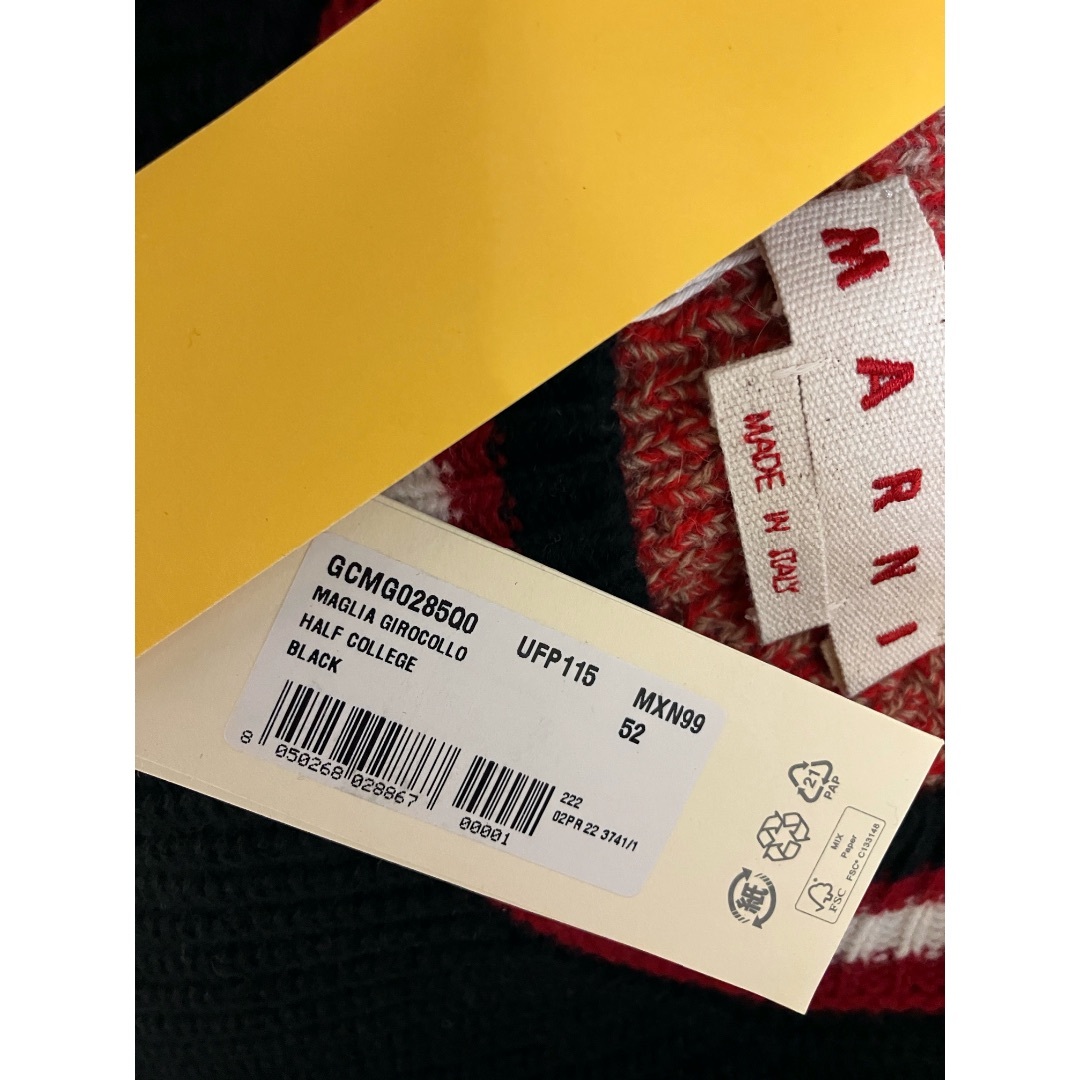 MARNI
MADE IN ITALY
GCMG0285Q0 UFP115 MXN99
MAGLIA GIROCOLLO 52
HALF COLLEGE
BLACK
8 050268 028867
00001
222
02PR 22 3741/1
21
PAP
紙
MIX
Paper
FSC® C133148
FSC